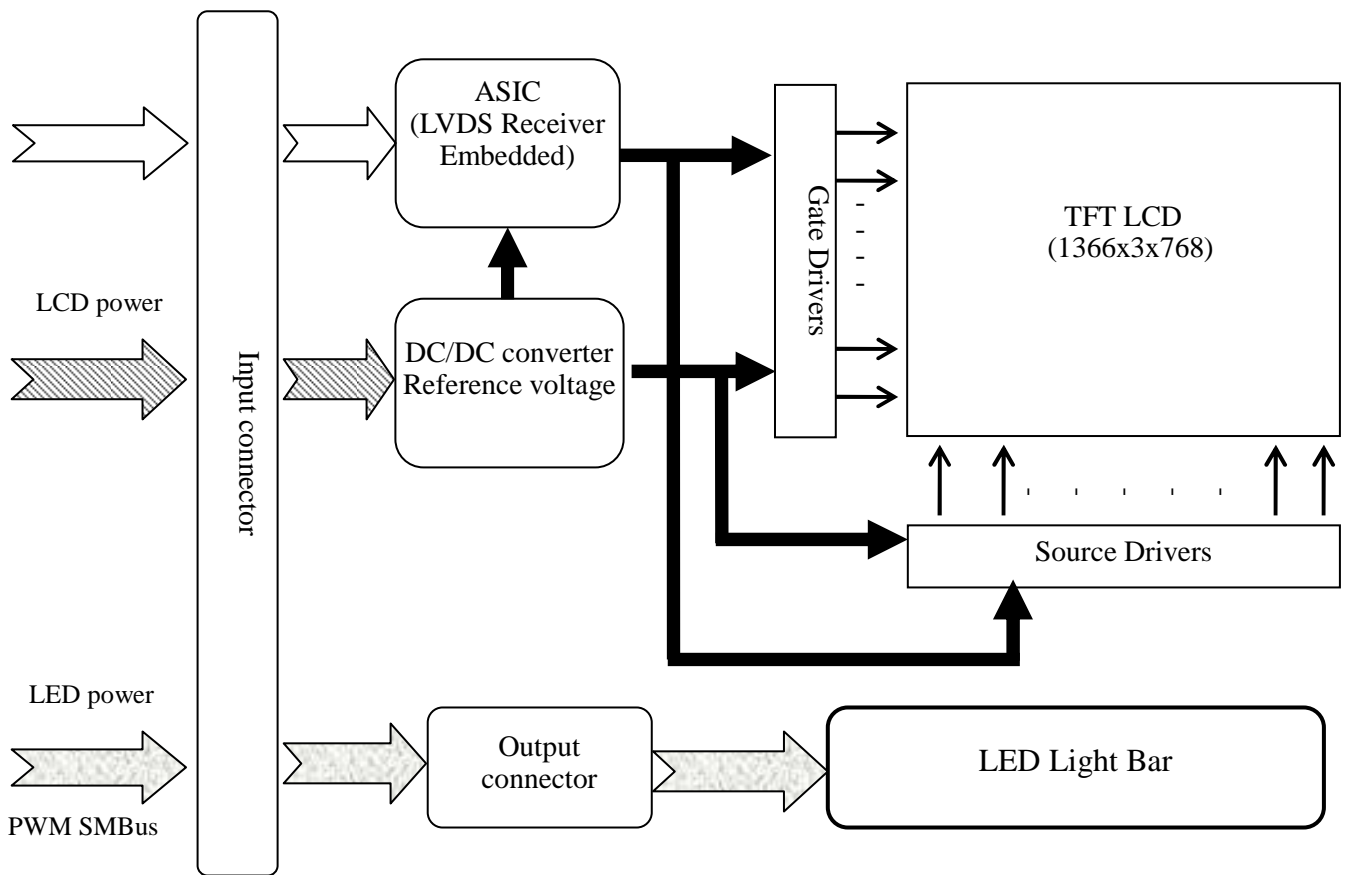 ASIC
(LVDS Receiver
Embedded)
Gate Drivers
TFT LCD
(1366x3x768)
LCD power
Input connector
DC/DC converter
Reference voltage
Source Drivers
LED power
Output
connector
LED Light Bar
PWM SMBus